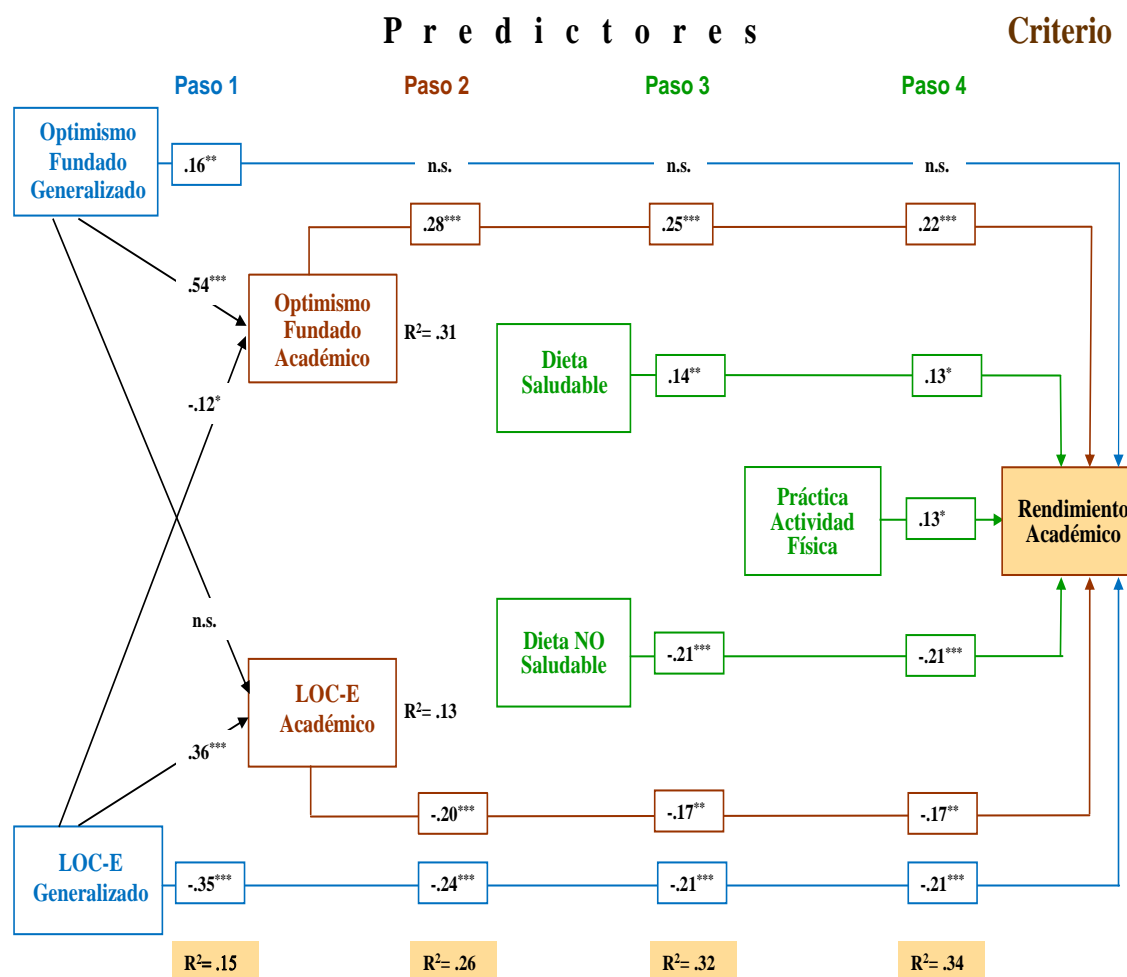 Predictores Criterio
Paso 1 Paso 2 Paso 3 Paso 4
Optimismo
Fundado
Generalizado
.16** n.s. n.s. n.s.
.28*** .25*** .22***
.54***
Optimismo
Fundado
Académico
R²= .31
Dieta
Saludable
.14** .13*
-.12*
Práctica
Actividad
Física
.13*
Rendimiento
Académico
n.s.
Dieta NO
Saludable
-.21*** -.21***
LOC-E
Académico
R²= .13
.36***
-.20*** -.17** -.17**
LOC-E
Generalizado
-.35*** -.24*** -.21*** -.21***
R²= .15 R²= .26 R²= .32 R²= .34